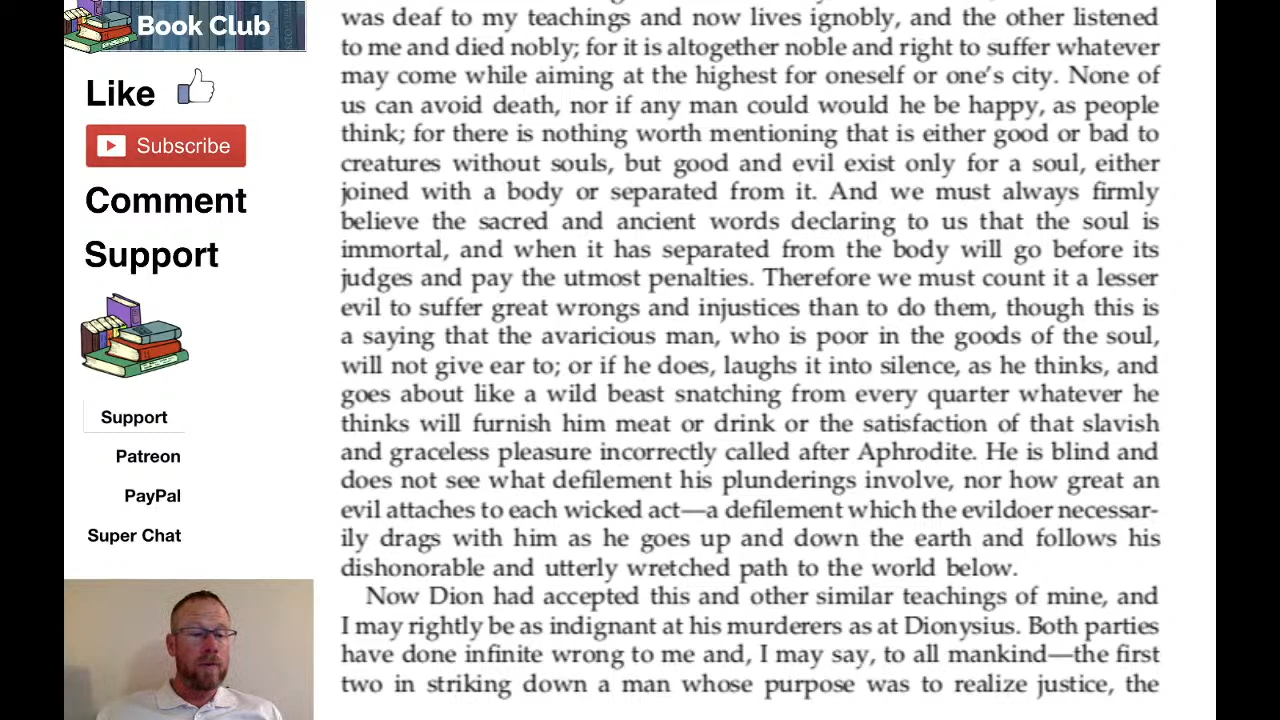 Book Club
Like
Subscribe
Comment
Support
Support
Patreon
PayPal
Super Chat
was deaf to my teachings and now lives ignobly, and the other listened
to me and died nobly; for it is altogether noble and right to suffer whatever
may come while aiming at the highest for oneself or one's city. None of
us can avoid death, nor if any man could would he be happy, as people
think; for there is nothing worth mentioning that is either good or bad to
creatures without souls, but good and evil exist only for a soul, either
joined with a body or separated from it. And we must always firmly
believe the sacred and ancient words declaring to us that the soul is
immortal, and when it has separated from the body will go before its
judges and pay the utmost penalties. Therefore we must count it a lesser
evil to suffer great wrongs and injustices than to do them, though this is
a saying that the avaricious man, who is poor in the goods of the soul,
will not give ear to; or if he does, laughs it into silence, as he thinks, and
goes about like a wild beast snatching from every quarter whatever he
thinks will furnish him meat or drink or the satisfaction of that slavish
and graceless pleasure incorrectly called after Aphrodite. He is blind and
does not see what defilement his plunderings involve, nor how great an
evil attaches to each wicked act—a defilement which the evildoer necessar-
ily drags with him as he goes up and down the earth and follows his
dishonorable and utterly wretched path to the world below.
Now Dion had accepted this and other similar teachings of mine, and
I may rightly be as indignant at his murderers as at Dionysius. Both parties
have done infinite wrong to me and, I may say, to all mankind—the first
two in striking down a man whose purpose was to realize justice, the